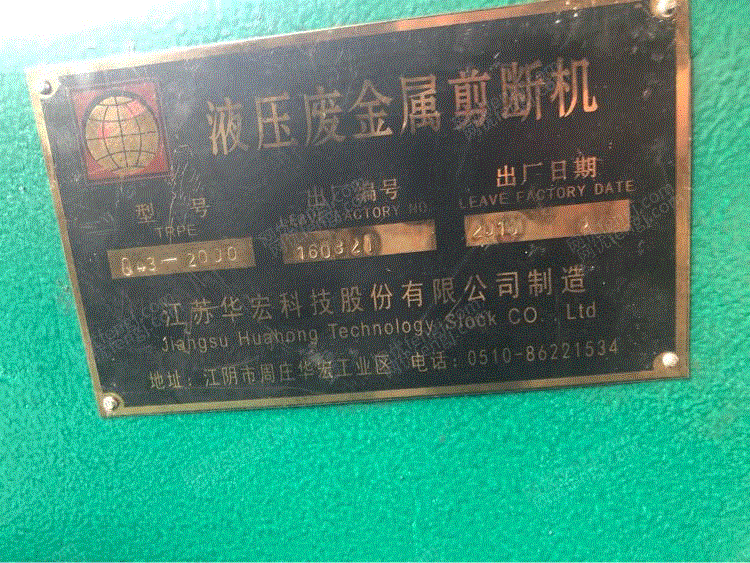 液压废金属剪断机
型 号
TRPE
Q43-2000
出厂编号
LEAVE FACTORY NO.
160320
出厂日期
LEAVE FACTORY DATE
江苏华宏科技股份有限公司制造
Jiangsu Huahong Technology Stock CO. Ltd
地址：江阴市周庄华宏工业区 电话：0510-86221534